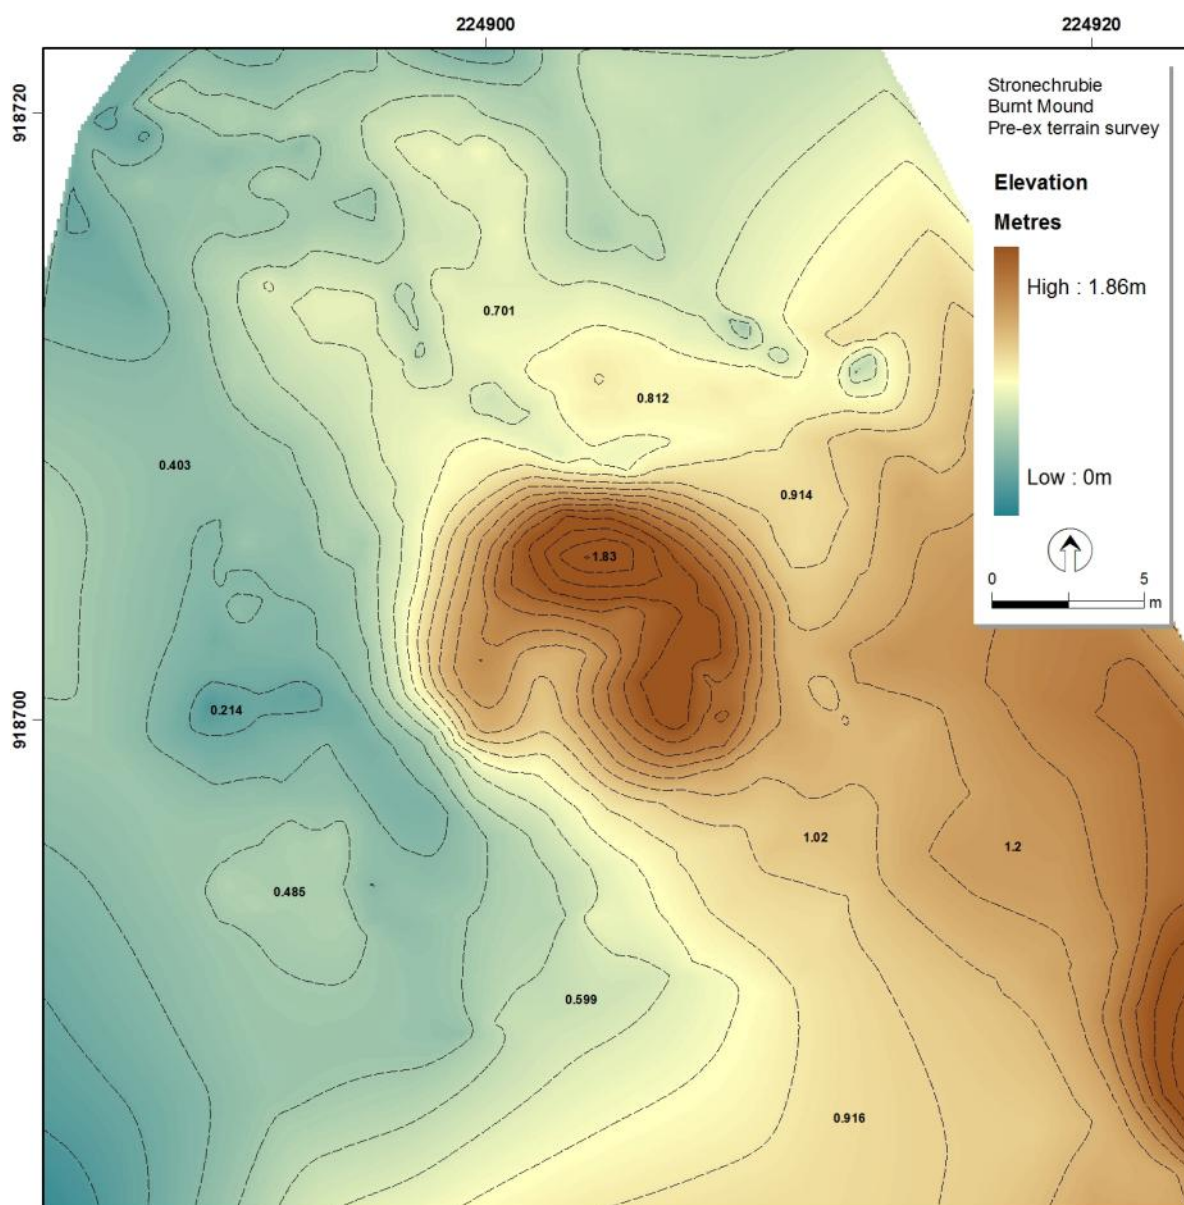 224900
224920
918720
Stronechrubie
Burnt Mound
Pre-ex terrain survey
Elevation
Metres
High : 1.86m
Low : 0m
0 5
m
0.701
0.812
0.403
0.914
1.83
918700
0.214
1.02
1.2
0.485
0.599
0.916